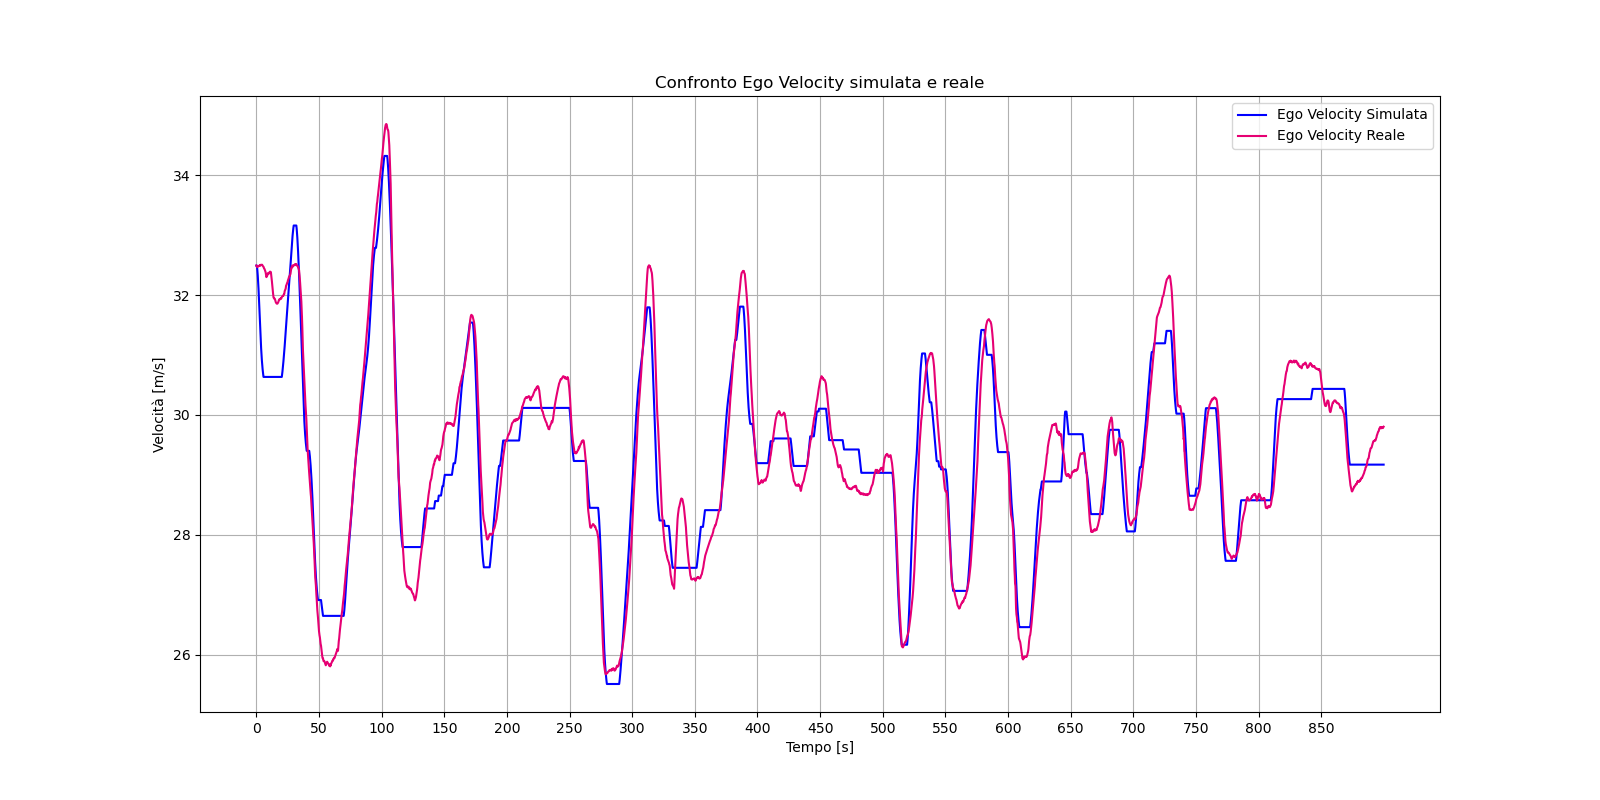 Confronto Ego Velocity simulata e reale
Ego Velocity Simulata
Ego Velocity Reale
Velocità [m/s]
34
32
30
28
26
0 50 100 150 200 250 300 350 400 450 500 550 600 650 700 750 800 850
Tempo [s]